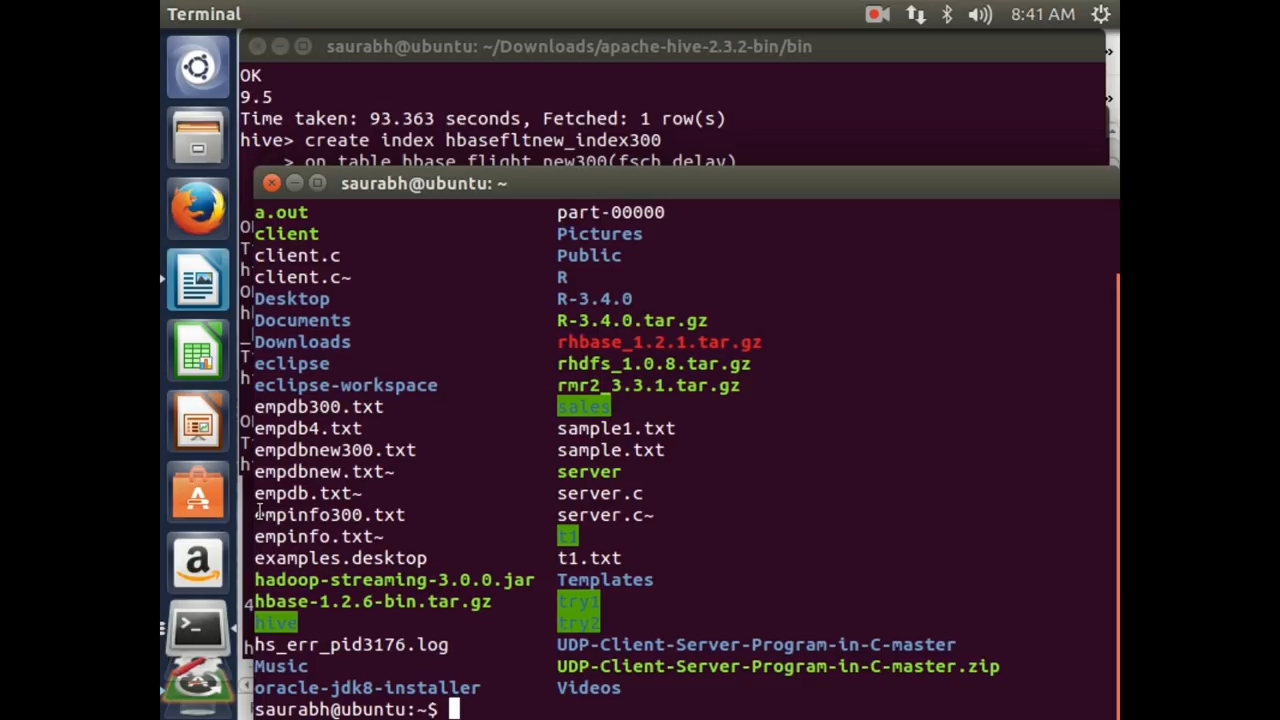 Terminal
8:41 AM
saurabh@ubuntu: ~/Downloads/apache-hive-2.3.2-bin/bin
OK
9.5
Time taken: 93.363 seconds, Fetched: 1 row(s)
hive> create index hbasefltnew_index300
> on table hbase_flight_new300(fsch_delay)
saurabh@ubuntu: ~
a.out part-00000
client Pictures
client.c Public
client.c~ R
Desktop R-3.4.0
Documents R-3.4.0.tar.gz
Downloads rhbase_1.2.1.tar.gz
eclipse rhdfs_1.0.8.tar.gz
eclipse-workspace rmr2_3.3.1.tar.gz
empdb300.txt sales
empdb4.txt sample1.txt
empdbnew300.txt sample.txt
empdbnew.txt~ server
empdb.txt~ server.c
empinfo300.txt server.c~
empinfo.txt~ t1
examples.desktop t1.txt
hadoop-streaming-3.0.0.jar Templates
hbase-1.2.6-bin.tar.gz try1
hive try2
hs_err_pid3176.log UDP-Client-Server-Program-in-C-master
Music UDP-Client-Server-Program-in-C-master.zip
oracle-jdk8-installer Videos
saurabh@ubuntu:~$